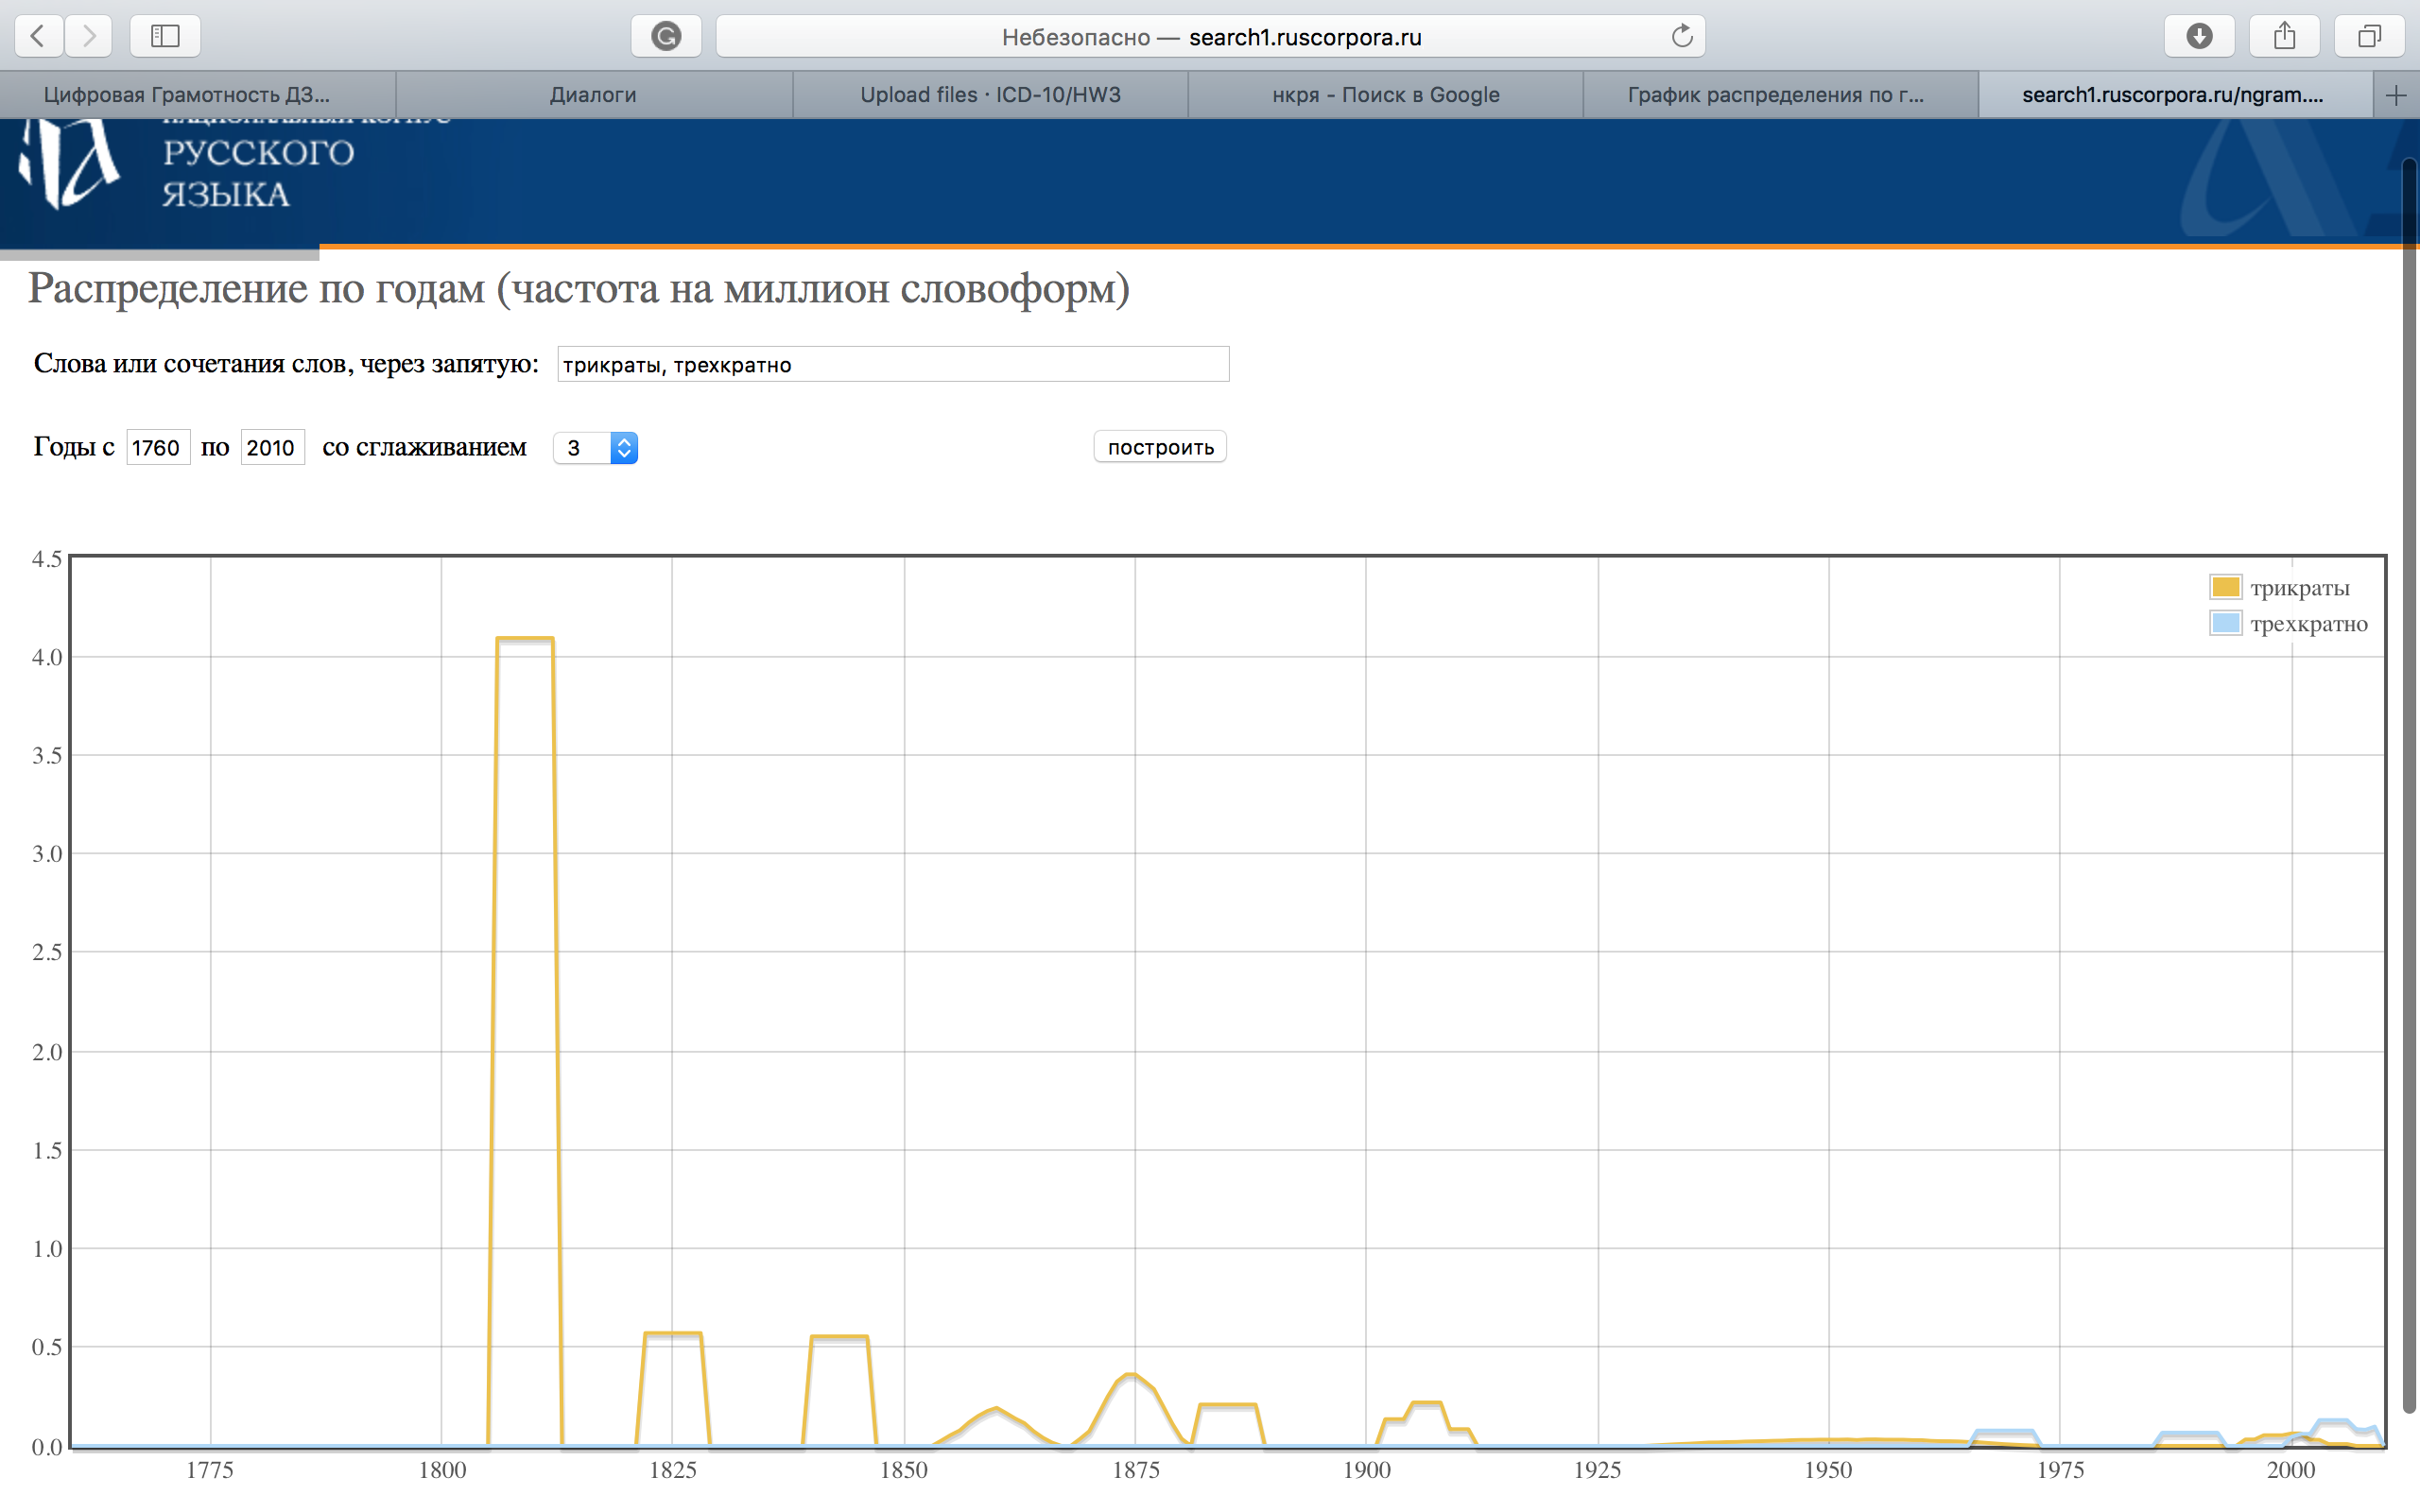 Небезопасно — search1.ruscorpora.ru
Цифровая Грамотность ДЗ...
Диалоги
Upload files · ICD-10/HW3
нкря - Поиск в Google
График распределения по г...
search1.ruscorpora.ru/ngram....
НАЦИОНАЛЬНЫЙ КОРПУС
РУССКОГО
ЯЗЫКА
Распределение по годам (частота на миллион словоформ)
Слова или сочетания слов, через запятую: трикраты, трехкратно
Годы с 1760 по 2010 со сглаживанием 3 построить
4.5
4.0
3.5
3.0
2.5
2.0
1.5
1.0
0.5
0.0
трикраты
трехкратно
1775 1800 1825 1850 1875 1900 1925 1950 1975 2000